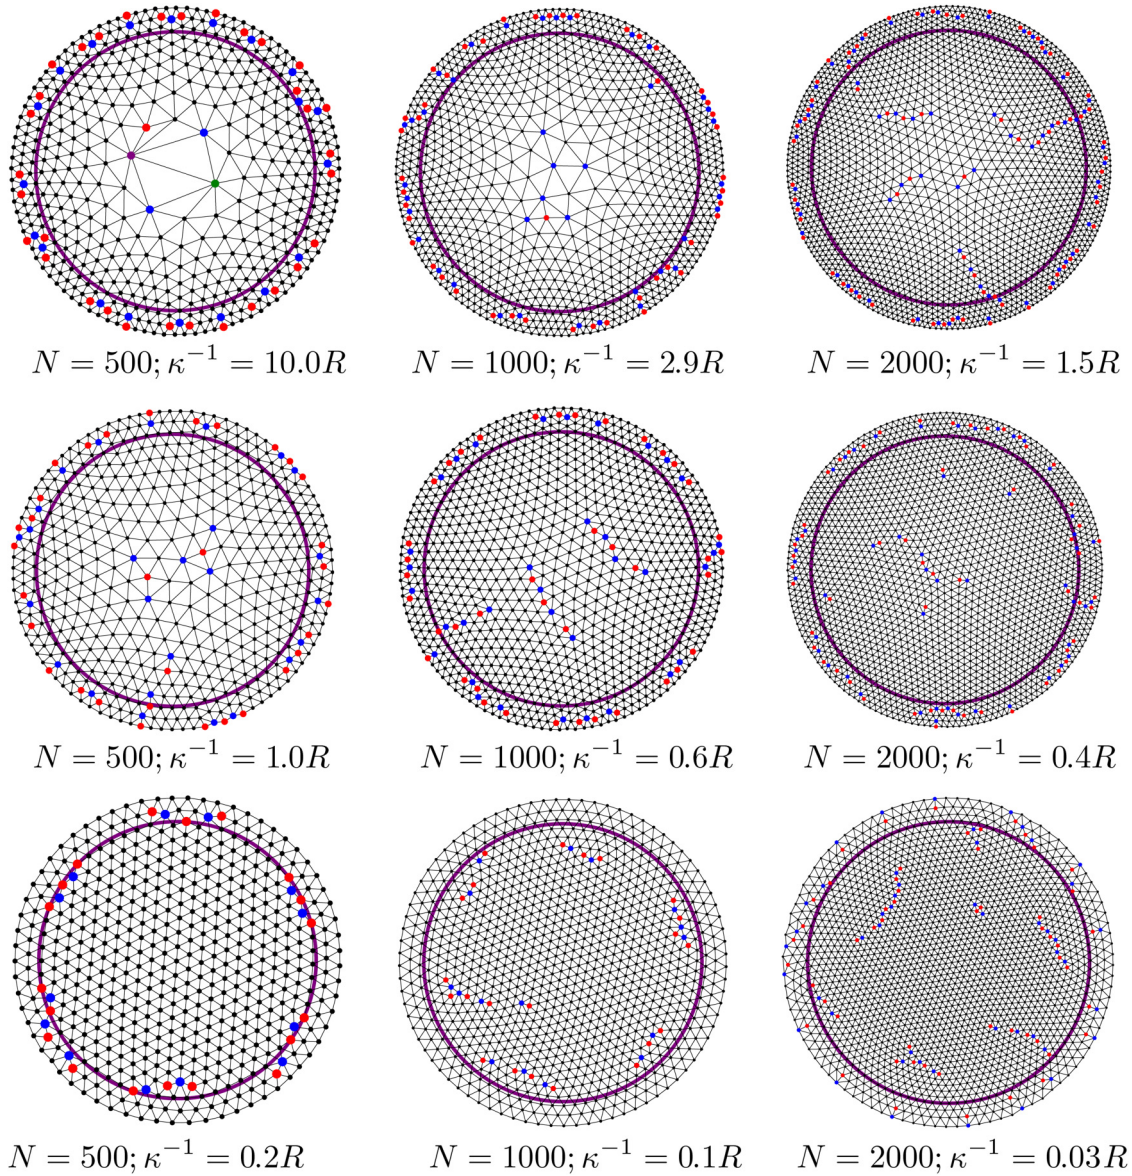 N = 500; κ⁻¹ = 10.0R
N = 1000; κ⁻¹ = 2.9R
N = 2000; κ⁻¹ = 1.5R
N = 500; κ⁻¹ = 1.0R
N = 1000; κ⁻¹ = 0.6R
N = 2000; κ⁻¹ = 0.4R
N = 500; κ⁻¹ = 0.2R
N = 1000; κ⁻¹ = 0.1R
N = 2000; κ⁻¹ = 0.03R